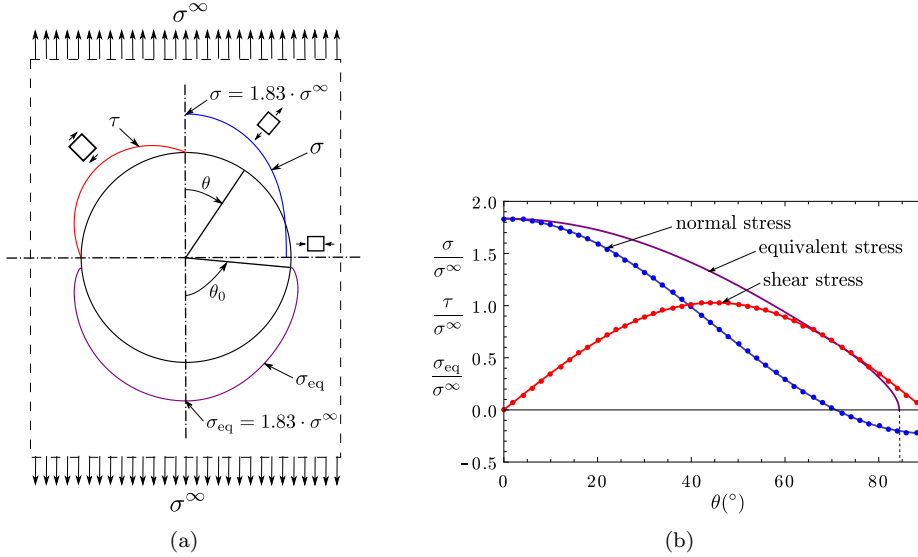 σ^∞
σ = 1.83 · σ^∞
τ
σ
θ
θ₀
σ_eq
σ_eq = 1.83 · σ^∞
σ^∞
(a)
2.0
1.5
1.0
0.5
0.0
−0.5
σ/σ^∞
τ/σ^∞
σ_eq/σ^∞
normal stress
equivalent stress
shear stress
0 20 40 60 80
θ(°)
(b)